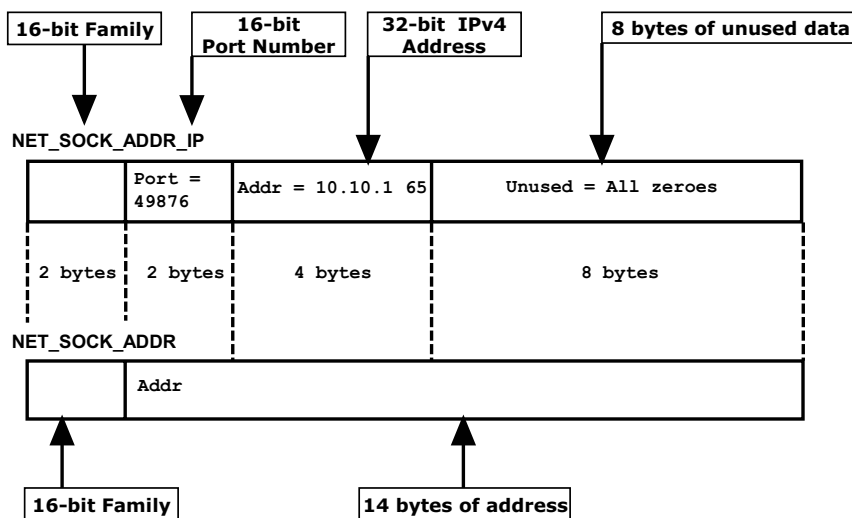 16-bit Family
16-bit
Port Number
32-bit IPv4
Address
8 bytes of unused data
NET_SOCK_ADDR_IP
Port =
49876
Addr = 10.10.1 65
Unused = All zeroes
2 bytes
2 bytes
4 bytes
8 bytes
NET_SOCK_ADDR
Addr
16-bit Family
14 bytes of address